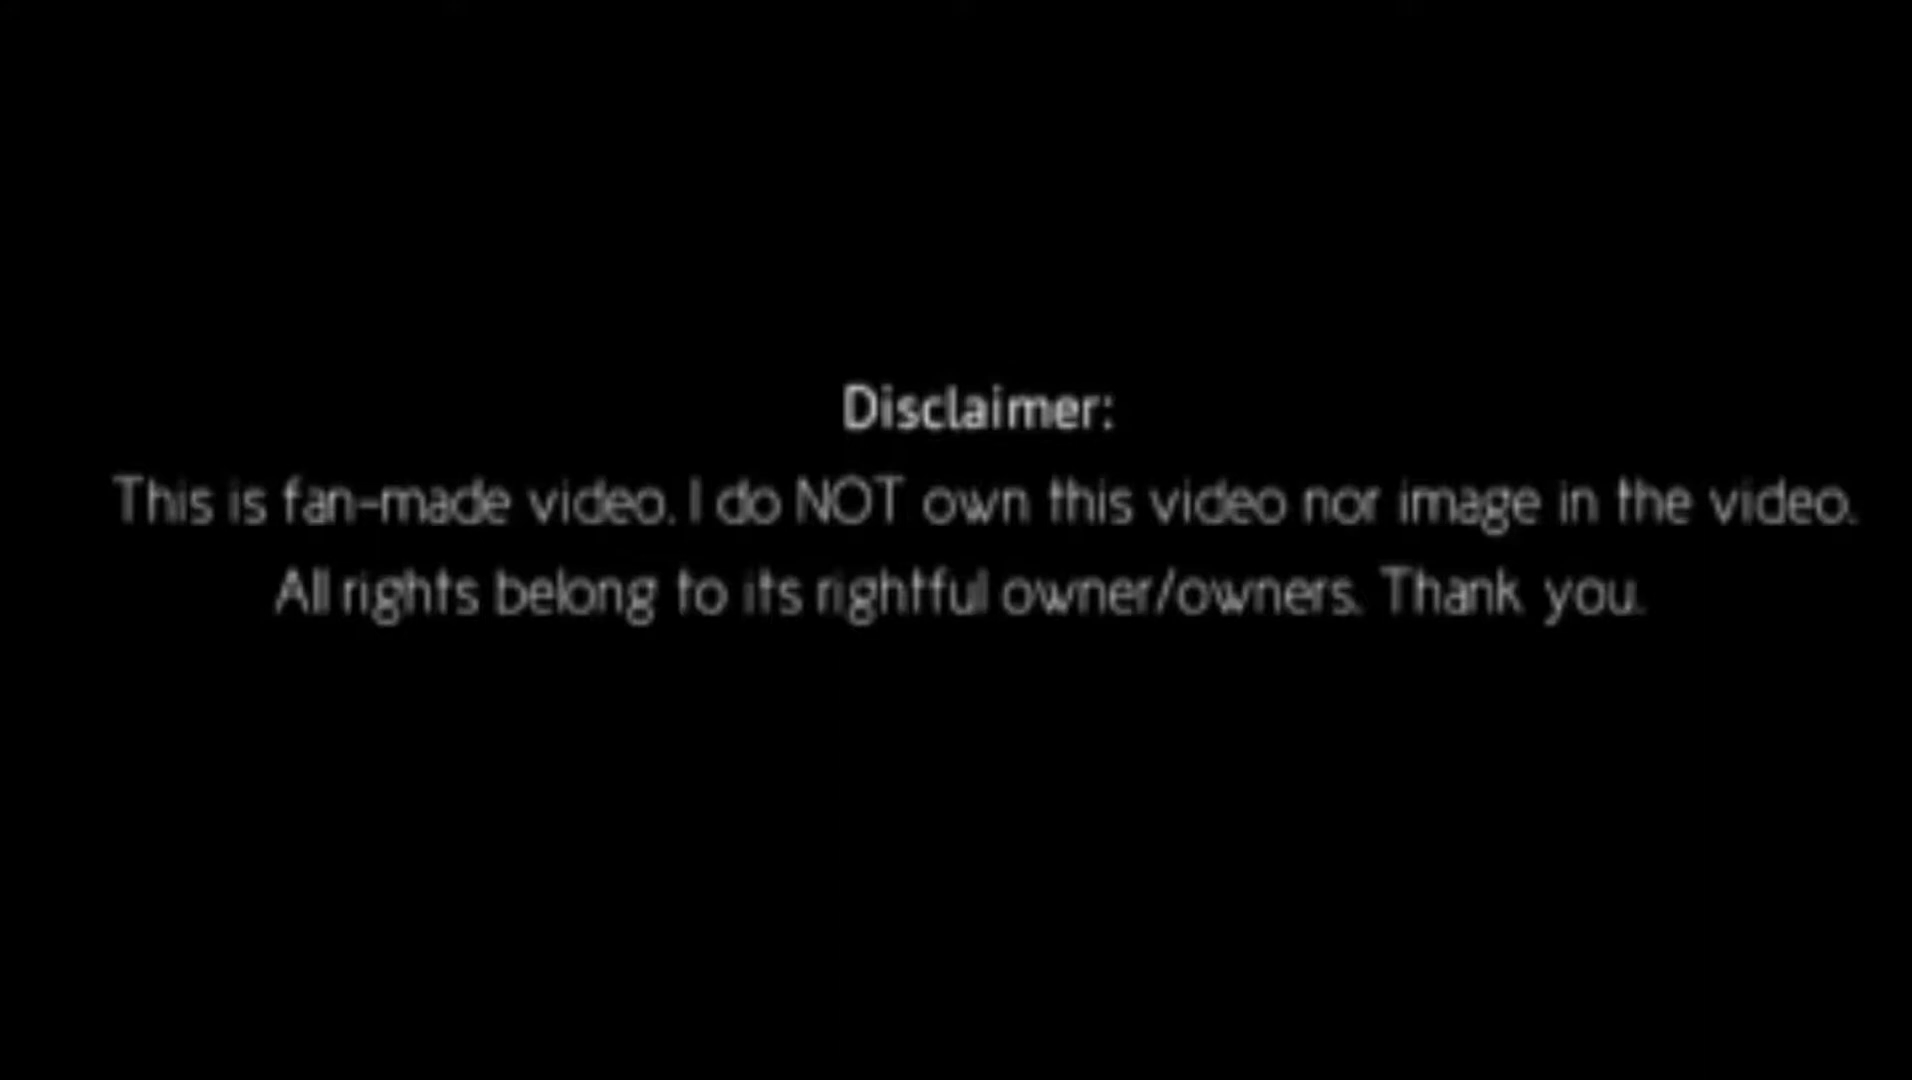 Disclaimer:
This is fan-made video. I do NOT own this video nor image in the video.
All rights belong to its rightful owner/owners. Thank you.